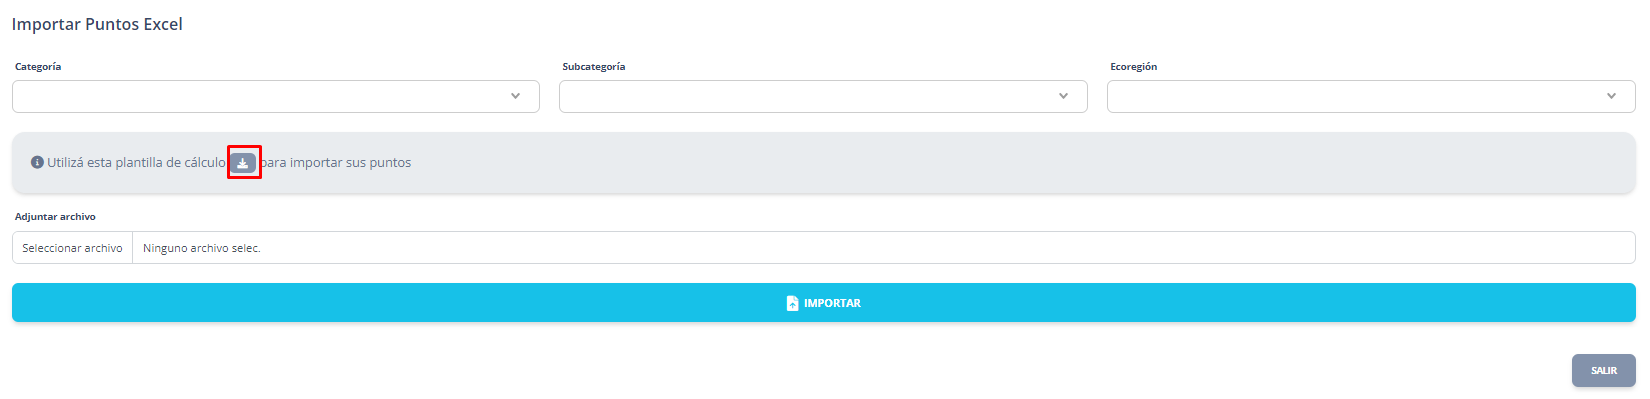 Importar Puntos Excel
Categoría
Subcategoría
Ecoregión
Utilizá esta plantilla de cálculo para importar sus puntos
Adjuntar archivo
Seleccionar archivo Ninguno archivo selec.
IMPORTAR
SALIR